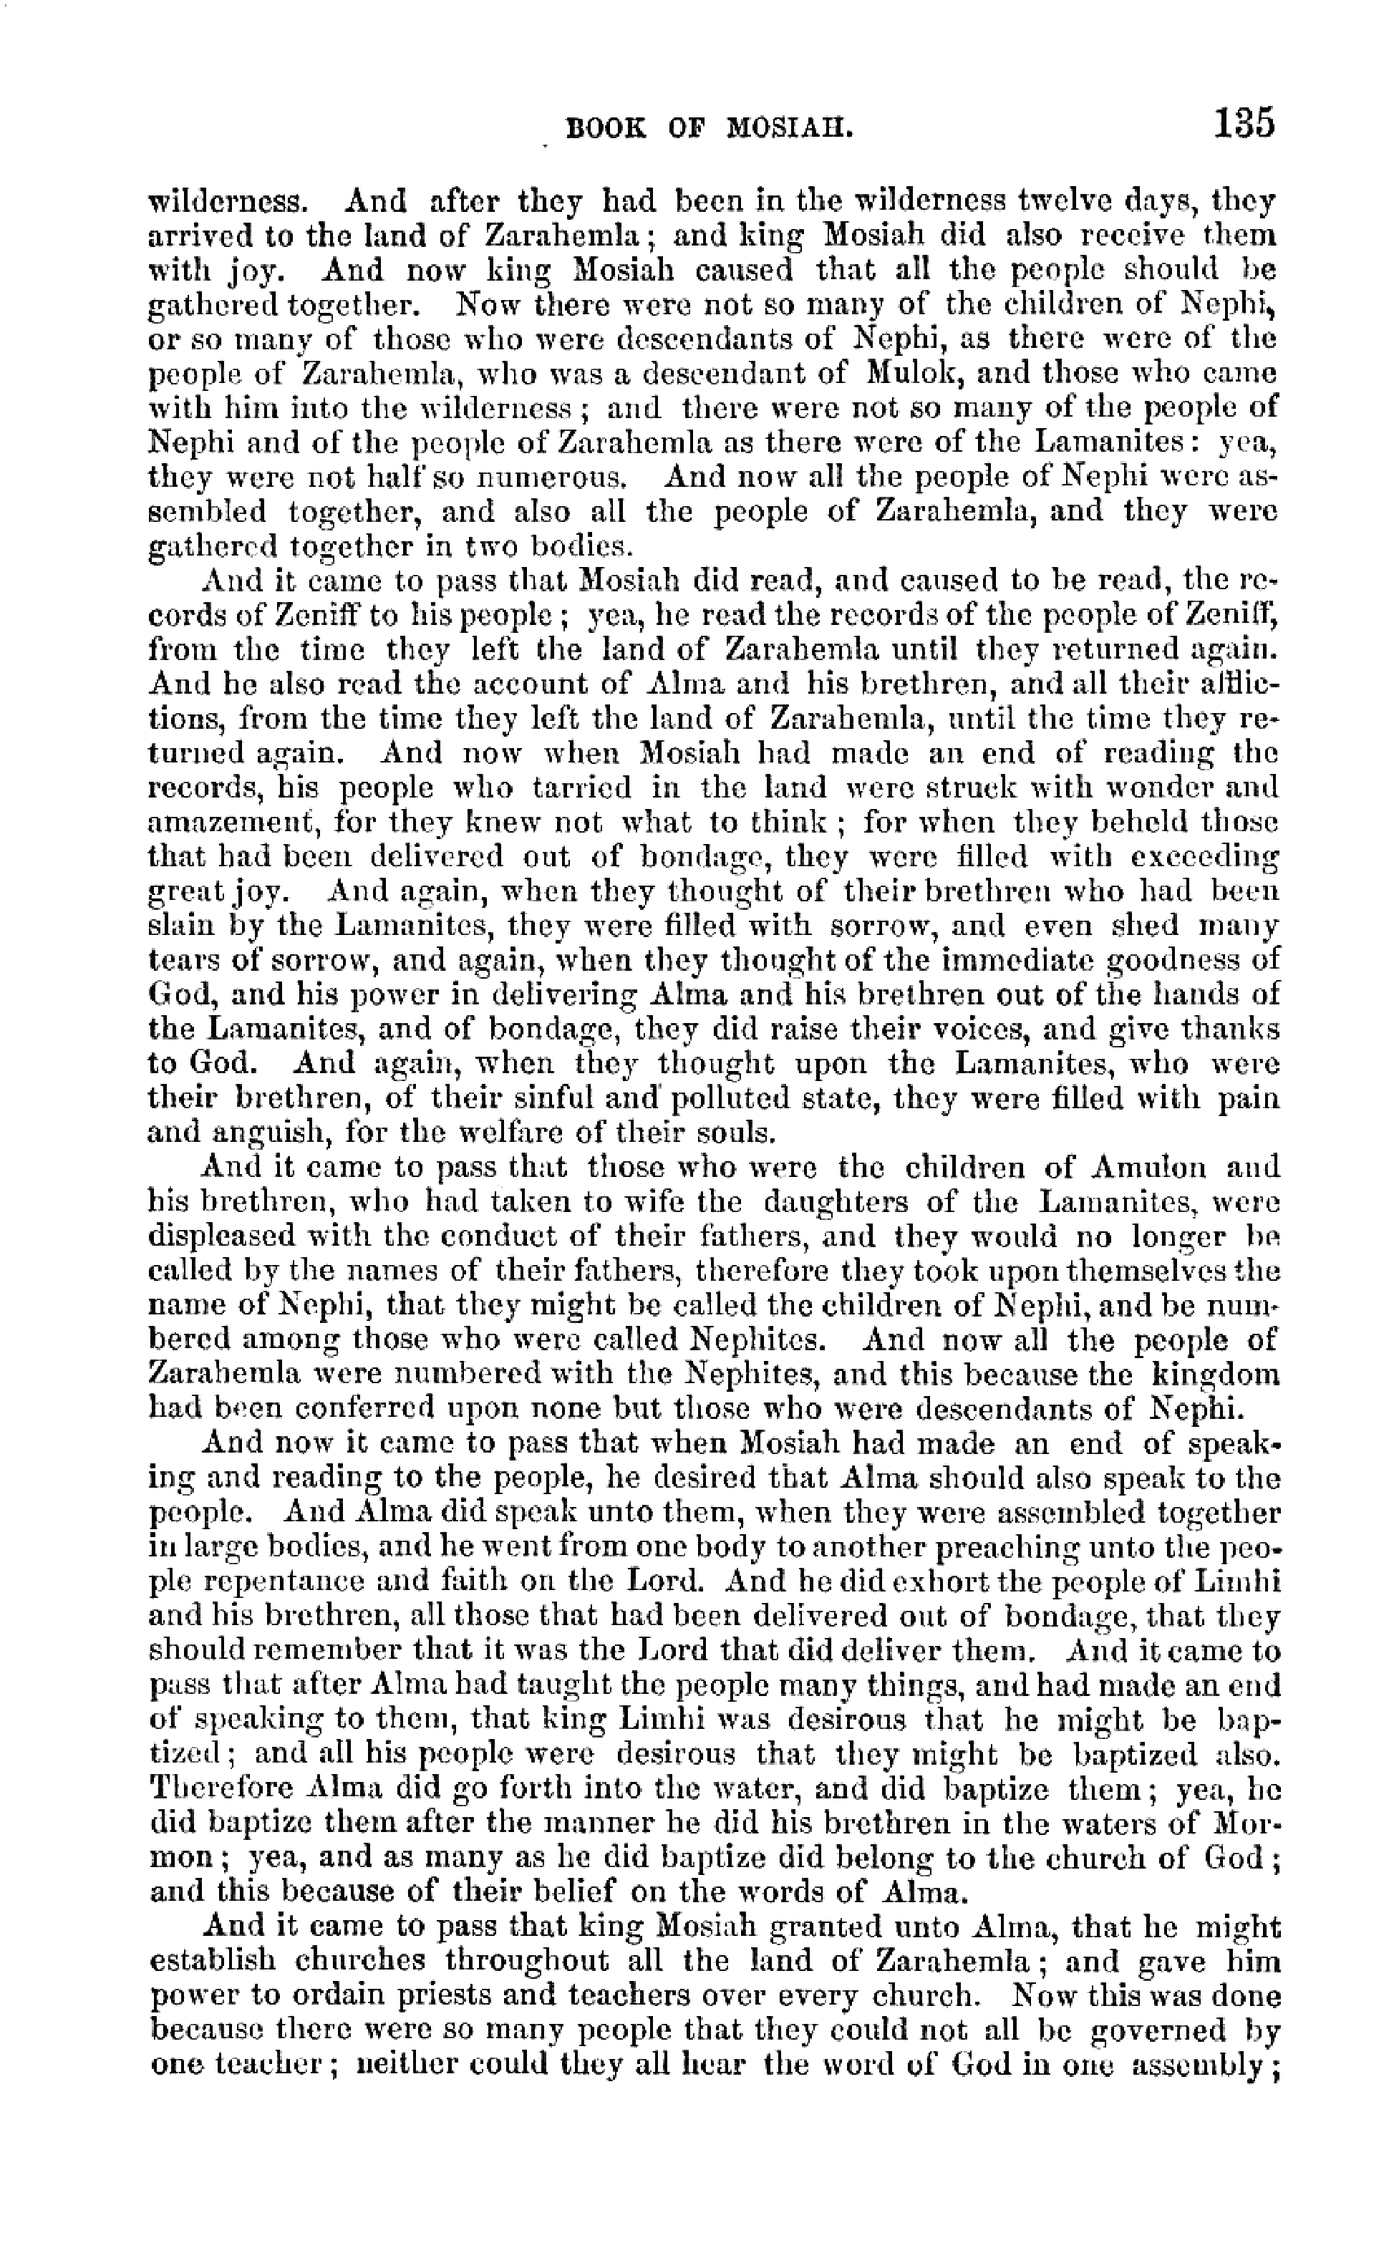 BOOK OF MOSIAH. 135
wilderness. And after they had been in the wilderness twelve days, they
arrived to the land of Zarahemla; and king Mosiah did also receive them
with joy. And now king Mosiah caused that all the people should be
gathered together. Now there were not so many of the children of Nephi,
or so many of those who were descendants of Nephi, as there were of the
people of Zarahemla, who was a descendant of Mulok, and those who came
with him into the wilderness; and there were not so many of the people of
Nephi and of the people of Zarahemla as there were of the Lamanites: yea,
they were not half so numerous. And now all the people of Nephi were as-
sembled together, and also all the people of Zarahemla, and they were
gathered together in two bodies.
And it came to pass that Mosiah did read, and caused to be read, the re-
cords of Zeniff to his people; yea, he read the records of the people of Zeniff,
from the time they left the land of Zarahemla until they returned again.
And he also read the account of Alma and his brethren, and all their afflic-
tions, from the time they left the land of Zarahemla, until the time they re-
turned again. And now when Mosiah had made an end of reading the
records, his people who tarried in the land were struck with wonder and
amazement, for they knew not what to think; for when they beheld those
that had been delivered out of bondage, they were filled with exceeding
great joy. And again, when they thought of their brethren who had been
slain by the Lamanites, they were filled with sorrow, and even shed many
tears of sorrow, and again, when they thought of the immediate goodness of
God, and his power in delivering Alma and his brethren out of the hands of
the Lamanites, and of bondage, they did raise their voices, and give thanks
to God. And again, when they thought upon the Lamanites, who were
their brethren, of their sinful and polluted state, they were filled with pain
and anguish, for the welfare of their souls.
And it came to pass that those who were the children of Amulon and
his brethren, who had taken to wife the daughters of the Lamanites, were
displeased with the conduct of their fathers, and they would no longer be
called by the names of their fathers, therefore they took upon themselves the
name of Nephi, that they might be called the children of Nephi, and be num-
bered among those who were called Nephites. And now all the people of
Zarahemla were numbered with the Nephites, and this because the kingdom
had been conferred upon none but those who were descendants of Nephi.
And now it came to pass that when Mosiah had made an end of speak-
ing and reading to the people, he desired that Alma should also speak to the
people. And Alma did speak unto them, when they were assembled together
in large bodies, and he went from one body to another preaching unto the peo-
ple repentance and faith on the Lord. And he did exhort the people of Limhi
and his brethren, all those that had been delivered out of bondage, that they
should remember that it was the Lord that did deliver them. And it came to
pass that after Alma had taught the people many things, and had made an end
of speaking to them, that king Limhi was desirous that he might be bap-
tized; and all his people were desirous that they might be baptized also.
Therefore Alma did go forth into the water, and did baptize them; yea, he
did baptize them after the manner he did his brethren in the waters of Mor-
mon; yea, and as many as he did baptize did belong to the church of God;
and this because of their belief on the words of Alma.
And it came to pass that king Mosiah granted unto Alma, that he might
establish churches throughout all the land of Zarahemla; and gave him
power to ordain priests and teachers over every church. Now this was done
because there were so many people that they could not all be governed by
one teacher; neither could they all hear the word of God in one assembly;